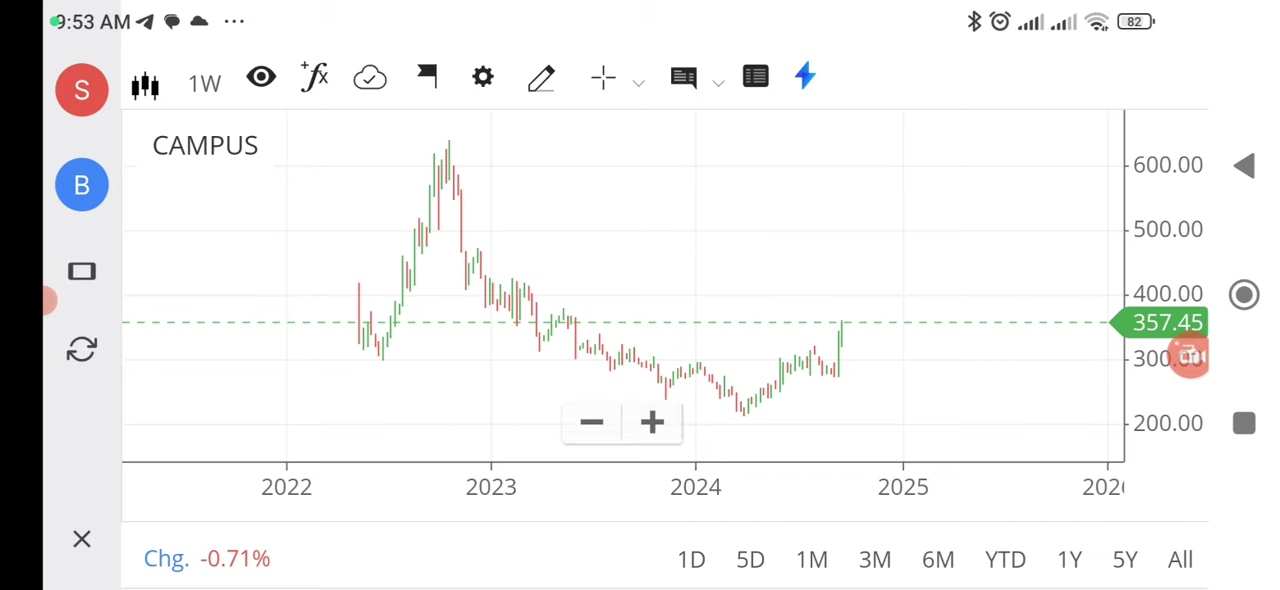 9:53 AM ... 82
S 1W fx
CAMPUS
B
600.00
500.00
400.00
357.45
300.00
200.00
2022 2023 2024 2025
Chg. -0.71% 1D 5D 1M 3M 6M YTD 1Y 5Y All